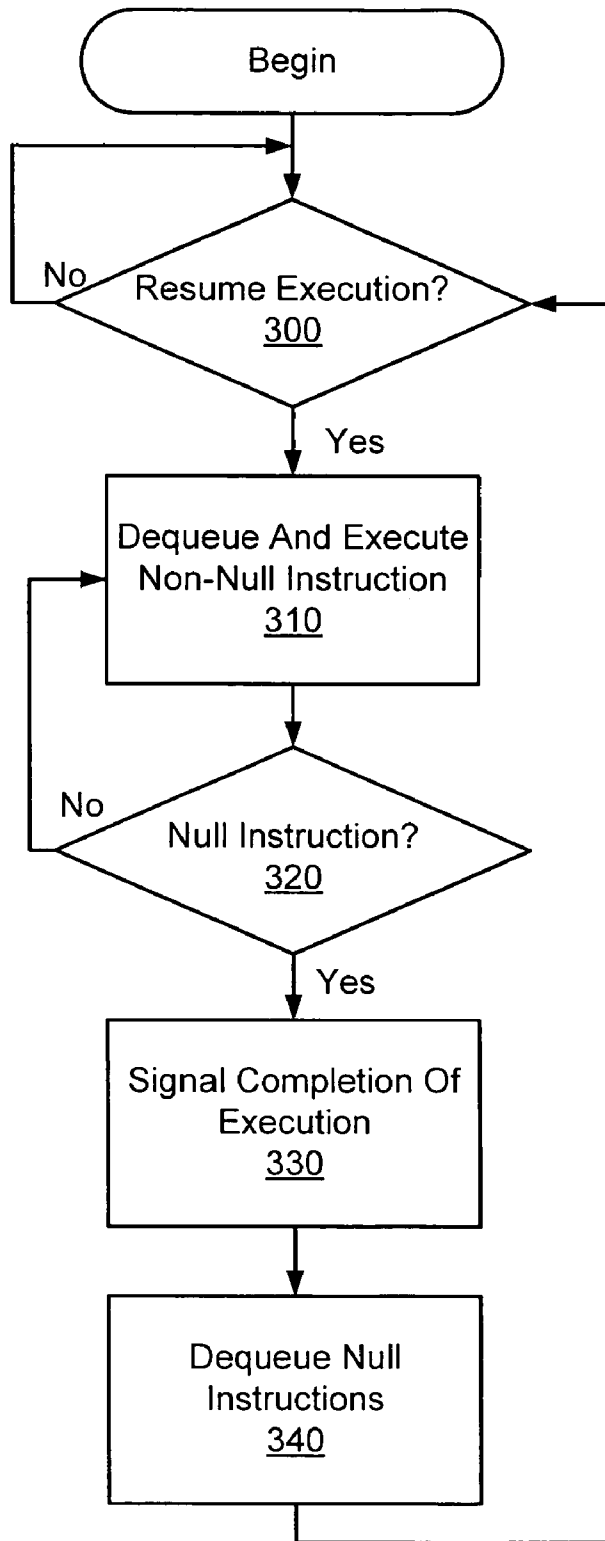 Begin
No
Resume Execution?
300
Yes
Dequeue And Execute
Non-Null Instruction
310
No
Null Instruction?
320
Yes
Signal Completion Of
Execution
330
Dequeue Null
Instructions
340